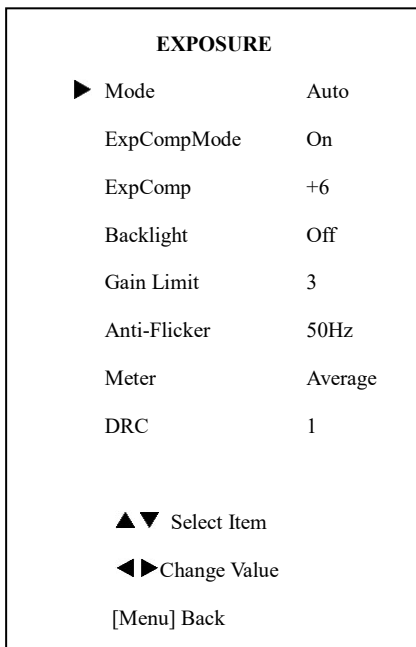 EXPOSURE
▶ Mode Auto
ExpCompMode On
ExpComp +6
Backlight Off
Gain Limit 3
Anti-Flicker 50Hz
Meter Average
DRC 1
▲▼ Select Item
◀▶Change Value
[Menu] Back